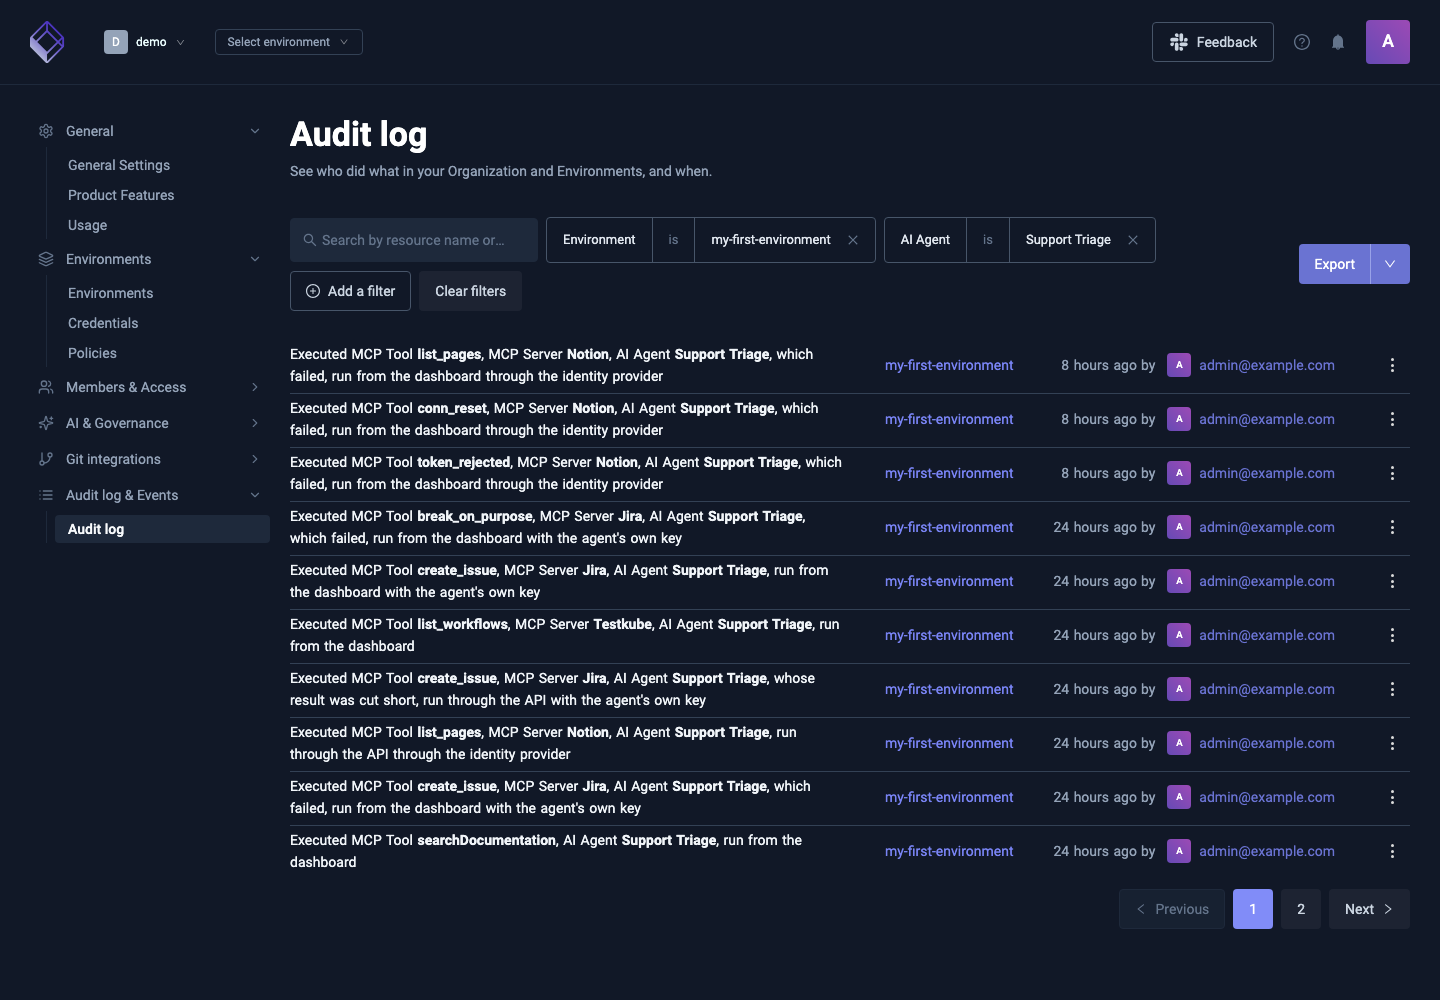 D demo
Select environment
Feedback
A
General
General Settings
Product Features
Usage
Environments
Environments
Credentials
Policies
Members & Access
AI & Governance
Git integrations
Audit log & Events
Audit log
Audit log
See who did what in your Organization and Environments, and when.
Search by resource name or...
Environment is my-first-environment
AI Agent is Support Triage
Add a filter
Clear filters
Export
Executed MCP Tool list_pages, MCP Server Notion, AI Agent Support Triage, which
failed, run from the dashboard through the identity provider
my-first-environment
8 hours ago by A admin@example.com
Executed MCP Tool conn_reset, MCP Server Notion, AI Agent Support Triage, which
failed, run from the dashboard through the identity provider
my-first-environment
8 hours ago by A admin@example.com
Executed MCP Tool token_rejected, MCP Server Notion, AI Agent Support Triage, which
failed, run from the dashboard through the identity provider
my-first-environment
8 hours ago by A admin@example.com
Executed MCP Tool break_on_purpose, MCP Server Jira, AI Agent Support Triage,
which failed, run from the dashboard with the agent's own key
my-first-environment
24 hours ago by A admin@example.com
Executed MCP Tool create_issue, MCP Server Jira, AI Agent Support Triage, run from
the dashboard with the agent's own key
my-first-environment
24 hours ago by A admin@example.com
Executed MCP Tool list_workflows, MCP Server Testkube, AI Agent Support Triage, run
from the dashboard
my-first-environment
24 hours ago by A admin@example.com
Executed MCP Tool create_issue, MCP Server Jira, AI Agent Support Triage, whose
result was cut short, run through the API with the agent's own key
my-first-environment
24 hours ago by A admin@example.com
Executed MCP Tool list_pages, MCP Server Notion, AI Agent Support Triage, run
through the API through the identity provider
my-first-environment
24 hours ago by A admin@example.com
Executed MCP Tool create_issue, MCP Server Jira, AI Agent Support Triage, which
failed, run from the dashboard with the agent's own key
my-first-environment
24 hours ago by A admin@example.com
Executed MCP Tool searchDocumentation, AI Agent Support Triage, run from the
dashboard
my-first-environment
24 hours ago by A admin@example.com
Previous 1 2 Next